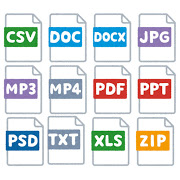 CSV DOC DOCX JPG
MP3 MP4 PDF PPT
PSD TXT XLS ZIP